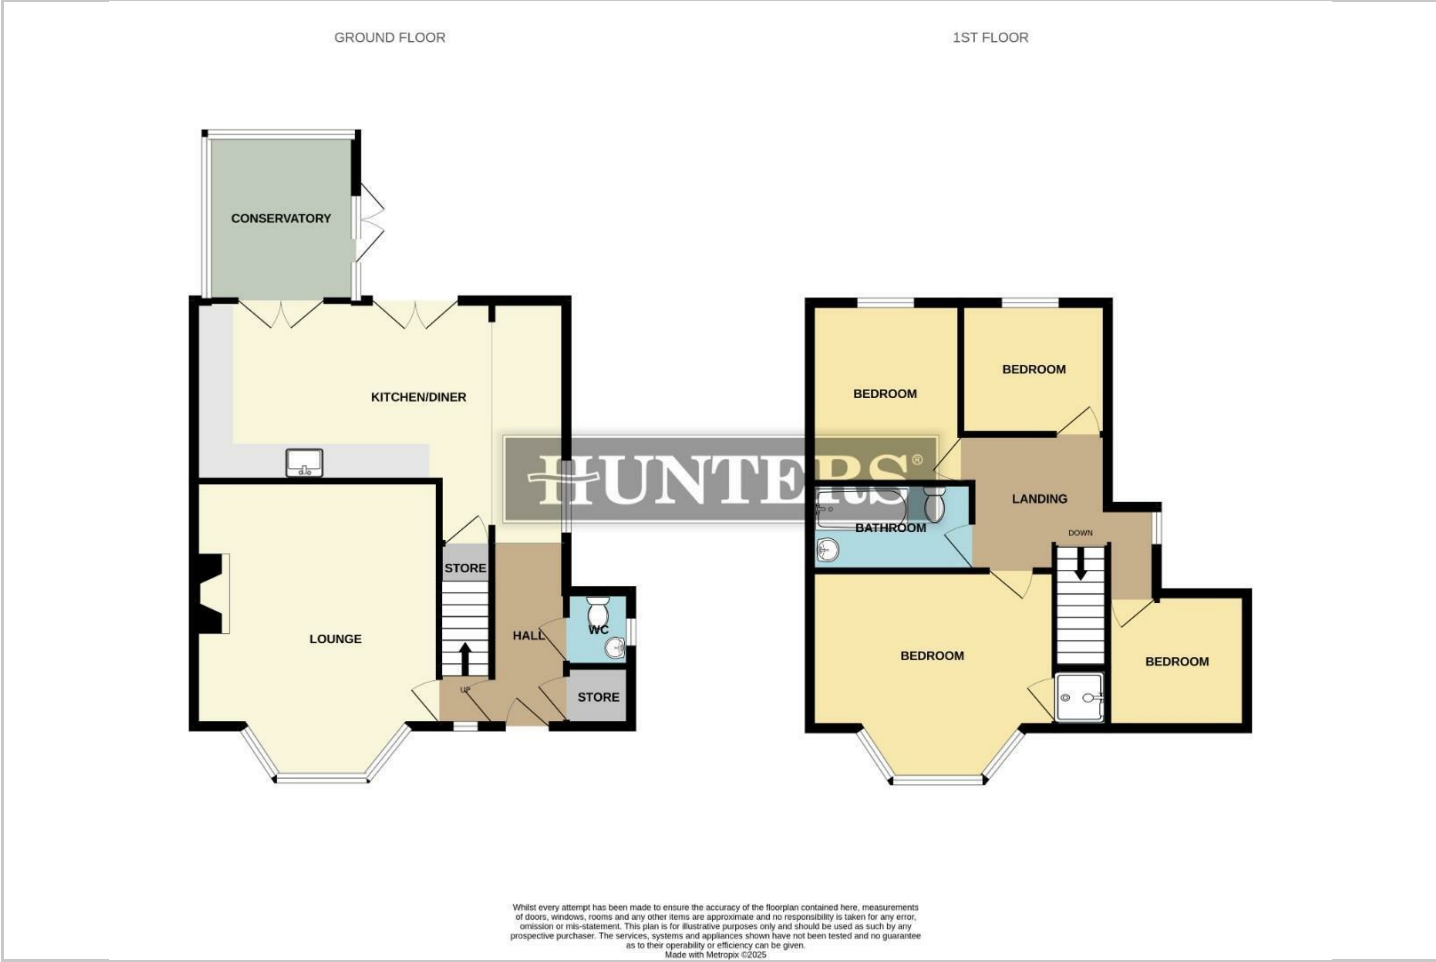 GROUND FLOOR
1ST FLOOR
CONSERVATORY
KITCHEN/DINER
STORE
LOUNGE
HALL
WC
UP
STORE
HUNTERS®
BEDROOM
BEDROOM
LANDING
BATHROOM
DOWN
BEDROOM
BEDROOM
Whilst every attempt has been made to ensure the accuracy of the floorplan contained here, measurements
of doors, windows, rooms and any other items are approximate and no responsibility is taken for any error,
omission or mis-statement. This plan is for illustrative purposes only and should be used as such by any
prospective purchaser. The services, systems and appliances shown have not been tested and no guarantee
as to their operability or efficiency can be given.
Made with Metropix ©2025